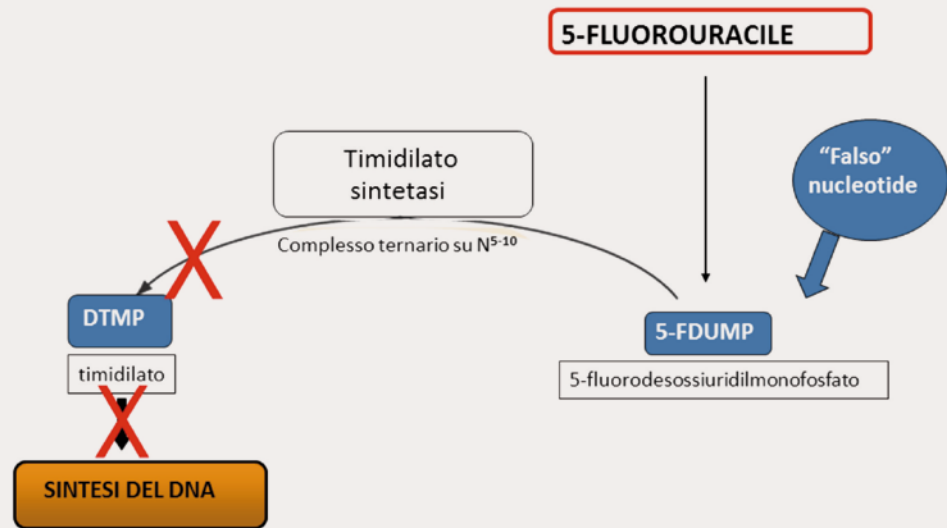 5-FLUOROURACILE
"Falso"
nucleotide
Timidilato
sintetasi
Complesso ternario su N⁵⁻¹⁰
DTMP
timidilato
5-FDUMP
5-fluorodesossiuridilmonofosfato
SINTESI DEL DNA